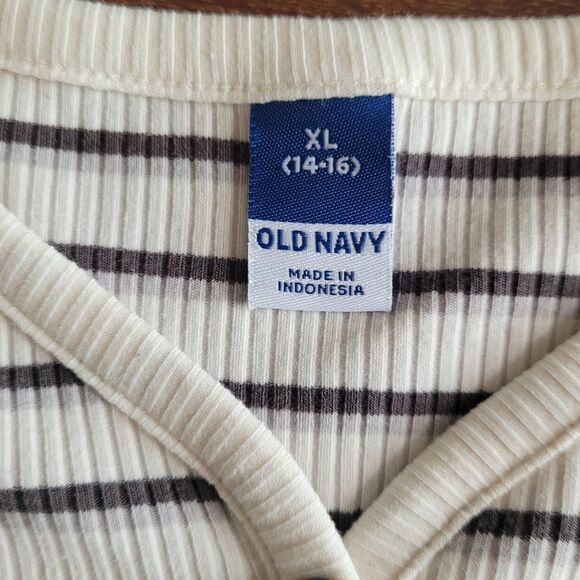 XL
(14-16)
OLD NAVY
MADE IN
INDONESIA